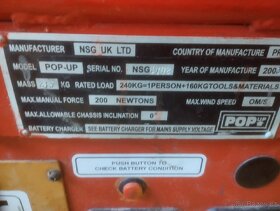 MANUFACTURER NSG UK LTD COUNTRY OF MANUFACTURE
MODEL POP-UP SERIAL NO. NSG YEAR OF MANUFACTURE
MASS KG RATED LOAD 240KG=1PERSON+160KGTOOLS&MATERIALS
MAX.MANUAL FORCE 200 NEWTONS MAX.WIND SPEED OM/S
MAX.ALLOWABLE CHASSIS INCLINATION 0°
BATTERY CHARGER SEE BATTERY CHARGER FOR MAINS SUPPLY VOLTAGE
POP UP
PUSH BUTTON TO
CHECK BATTERY CONDITION